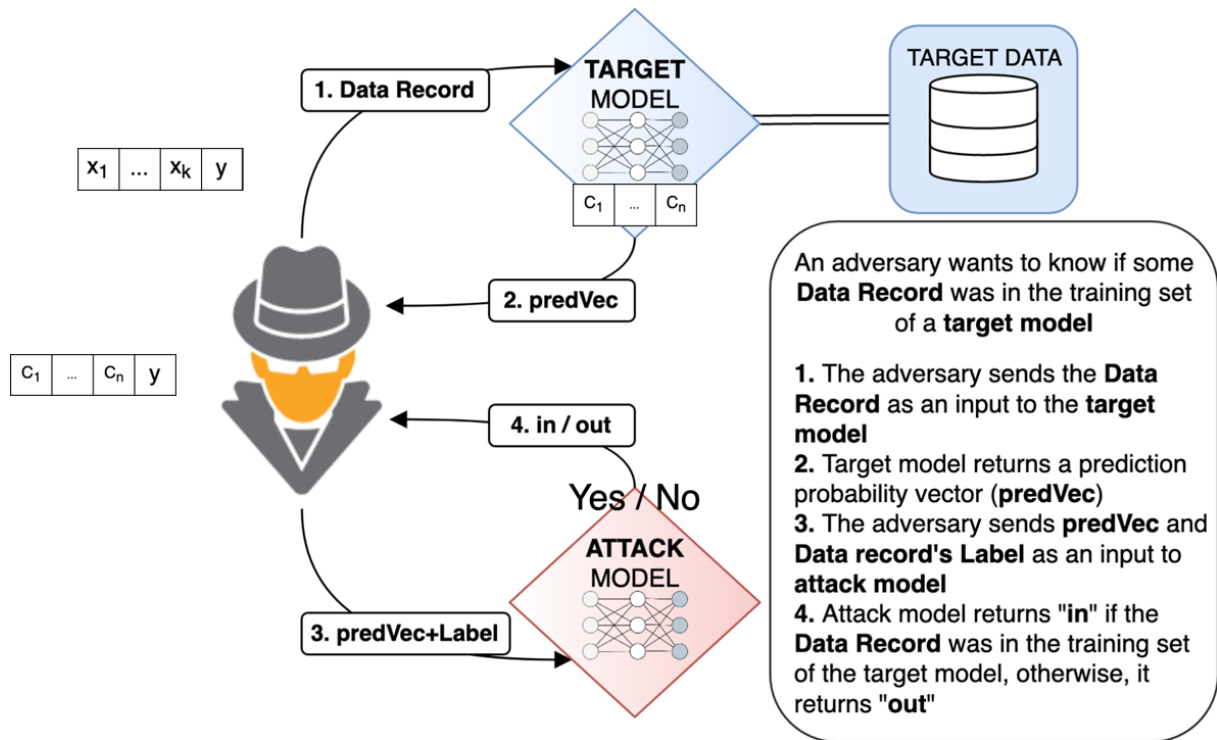 TARGET
MODEL
TARGET DATA
1. Data Record
x1 ... xk y
C1 ... Cn
2. predVec
C1 ... Cn y
4. in / out
Yes / No
ATTACK
MODEL
3. predVec+Label
An adversary wants to know if some
Data Record was in the training set
of a target model
1. The adversary sends the Data
Record as an input to the target
model
2. Target model returns a prediction
probability vector (predVec)
3. The adversary sends predVec and
Data record's Label as an input to
attack model
4. Attack model returns "in" if the
Data Record was in the training set
of the target model, otherwise, it
returns "out"